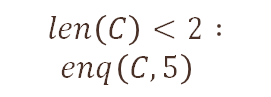 len(C) < 2 :
enq(C, 5)